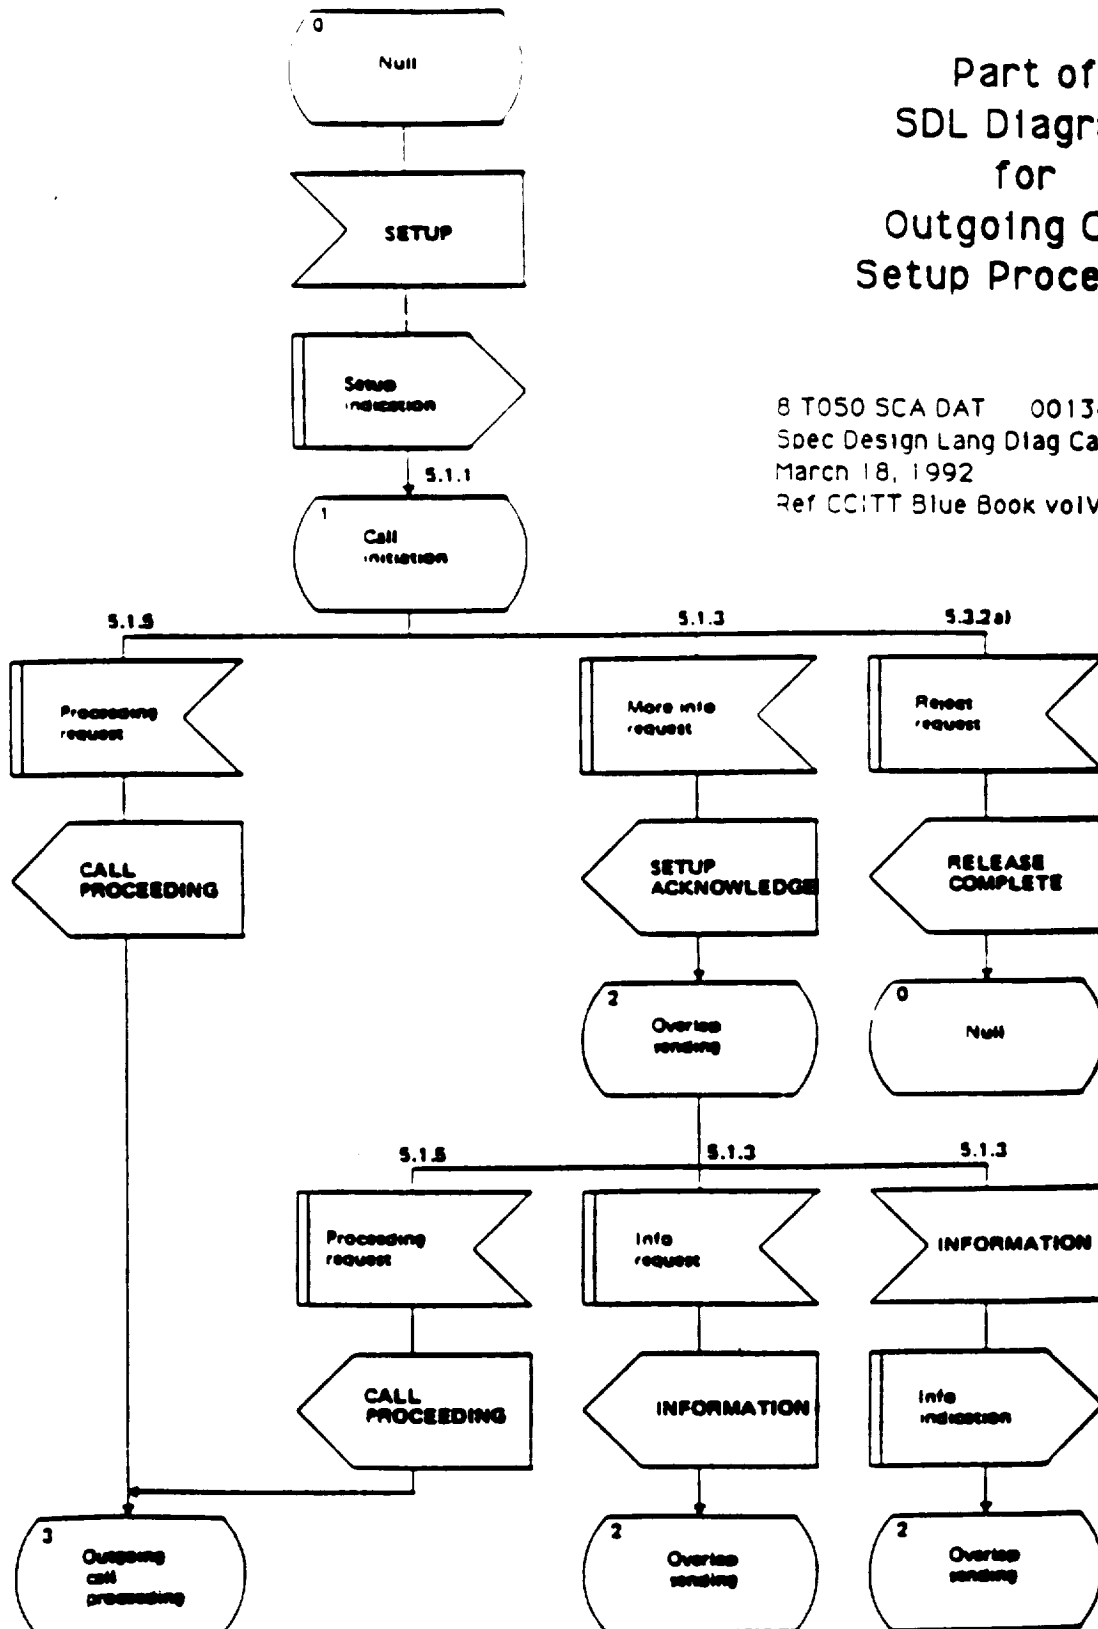 0
Null
Part of
SDL Diagra
for
Outgoing C
Setup Proce
SETUP
Setup
indication
8 T050 SCA DAT 0013
Spec Design Lang Diag Ca
March 18, 1992
Ref CCITT Blue Book volV
5.1.1
1
Call
initiation
5.1.5
5.1.3
5.3.2a)
Proceeding
request
More info
request
Reject
request
CALL
PROCEEDING
SETUP
ACKNOWLEDGE
RELEASE
COMPLETE
2
Overlap
sending
0
Null
5.1.5
5.1.3
5.1.3
Proceeding
request
Info
request
INFORMATION
CALL
PROCEEDING
INFORMATION
Info
indication
3
Outgoing
call
proceeding
2
Overlap
sending
2
Overlap
sending